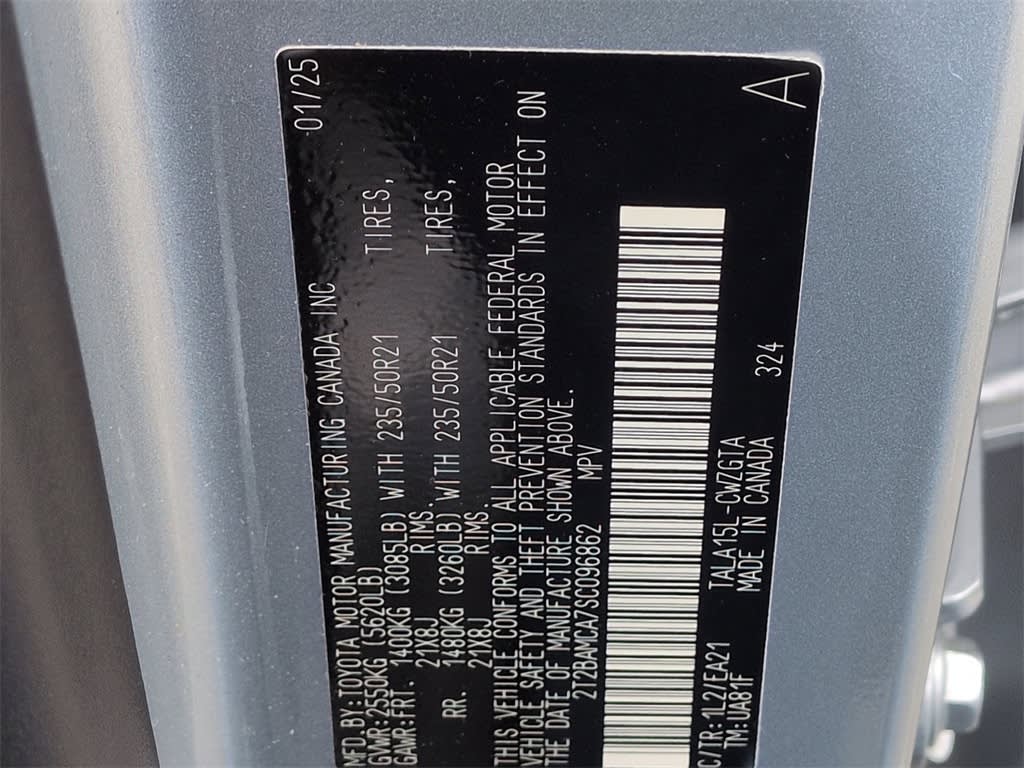 MFD. BY: TOYOTA MOTOR MANUFACTURING CANADA INC 01/25
GVWR: 2550KG (5620LB)
GAWR: FRT. 1400KG (3085LB) WITH 235/50R21 TIRES,
21X8J RIMS.
RR. 1480KG (3260LB) WITH 235/50R21 TIRES,
21X8J RIMS.
THIS VEHICLE CONFORMS TO ALL APPLICABLE FEDERAL MOTOR
VEHICLE SAFETY AND THEFT PREVENTION STANDARDS IN EFFECT ON
THE DATE OF MANUFACTURE SHOWN ABOVE.
2T2BAMCA7SC096862 MPV
A
C/TR: 1L2/EA21 TALA15L-CWZGTA 324
TM: UA81F MADE IN CANADA